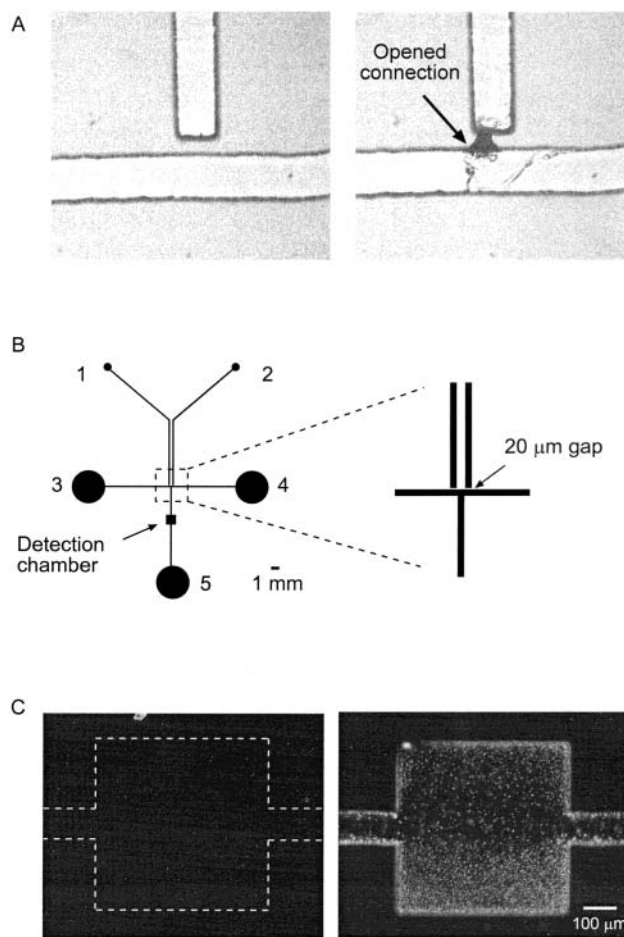 A
Opened
connection
B
1
2
3
4
20 μm gap
Detection
chamber
5
1 mm
C
100 μm